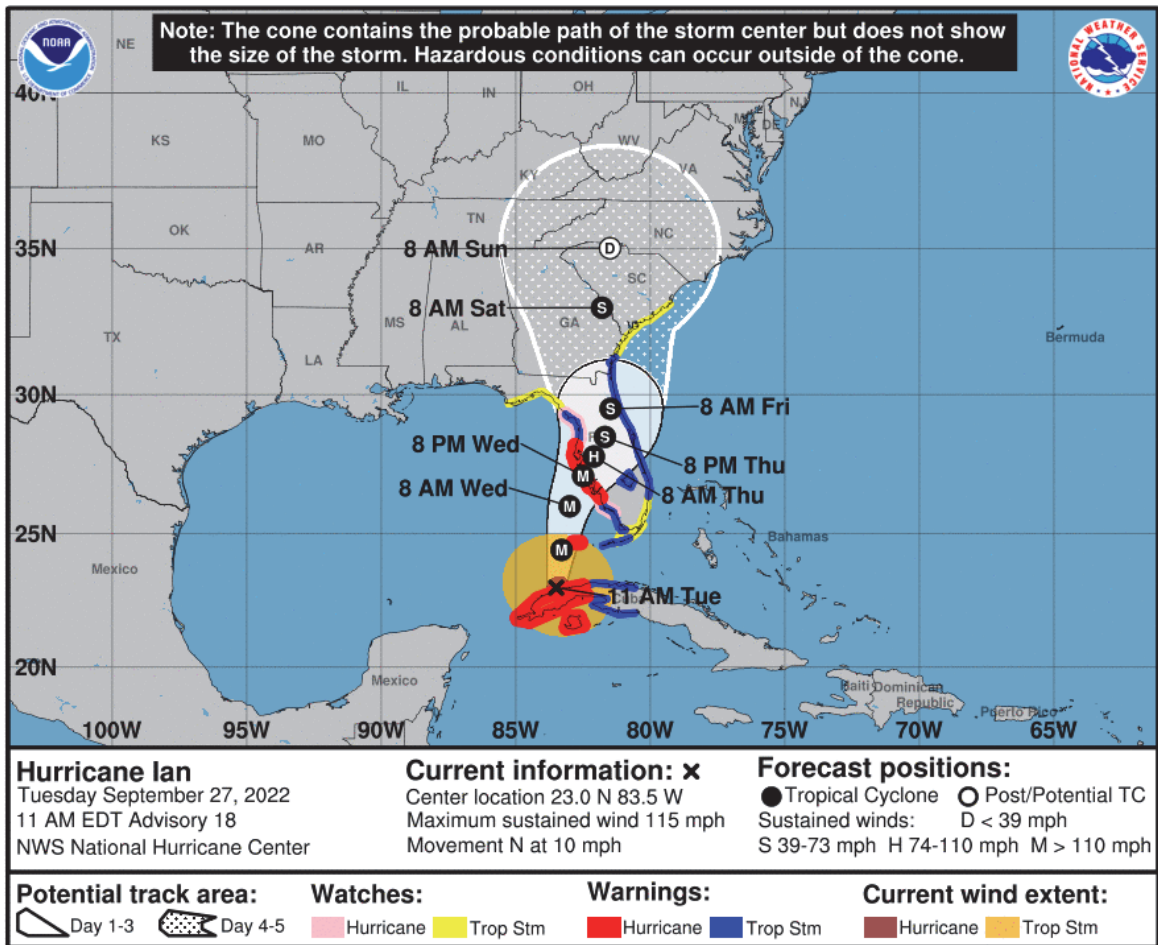 Note: The cone contains the probable path of the storm center but does not show
the size of the storm. Hazardous conditions can occur outside of the cone.
NOAA
NATIONAL WEATHER SERVICE
NE
IL
IN
OH
NJ
DE
40N
KS
MO
WV
KY
VA
TN
OK
AR
NC
8 AM Sun
D
35N
SC
8 AM Sat
S
MS
AL
GA
TX
Bermuda
LA
30N
S
8 AM Fri
8 PM Wed
S
8 PM Thu
H
M
8 AM Wed
8 AM Thu
M
25N
M
Bahamas
Mexico
11 AM Tue
Cuba
20N
Mexico
Haiti
Dominican
Republic
Puerto Rico
100W
95W
90W
85W
80W
75W
70W
65W
Hurricane Ian
Tuesday September 27, 2022
11 AM EDT Advisory 18
NWS National Hurricane Center
Current information: x
Center location 23.0 N 83.5 W
Maximum sustained wind 115 mph
Movement N at 10 mph
Forecast positions:
Tropical Cyclone Post/Potential TC
Sustained winds: D < 39 mph
S 39-73 mph H 74-110 mph M > 110 mph
Potential track area:
Day 1-3 Day 4-5
Watches:
Hurricane Trop Stm
Warnings:
Hurricane Trop Stm
Current wind extent:
Hurricane Trop Stm